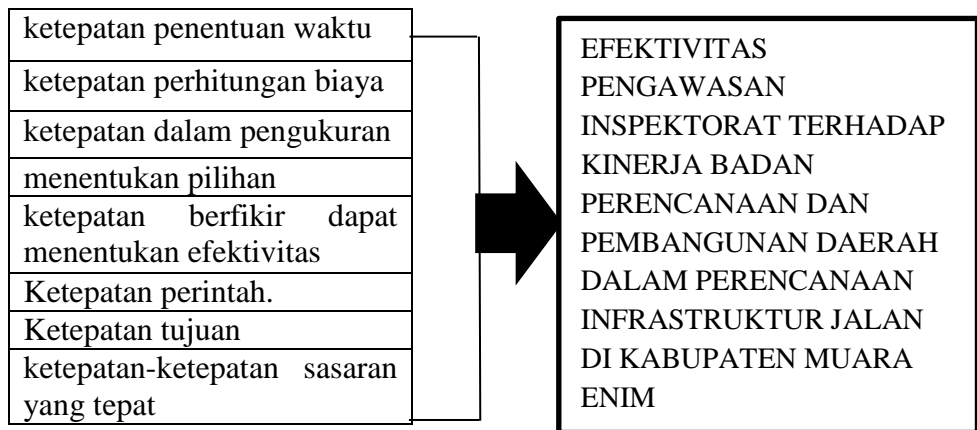 ketepatan penentuan waktu
ketepatan perhitungan biaya
ketepatan dalam pengukuran
menentukan pilihan
ketepatan berfikir dapat
menentukan efektivitas
Ketepatan perintah.
Ketepatan tujuan
ketepatan-ketepatan sasaran
yang tepat
EFEKTIVITAS
PENGAWASAN
INSPEKTORAT TERHADAP
KINERJA BADAN
PERENCANAAN DAN
PEMBANGUNAN DAERAH
DALAM PERENCANAAN
INFRASTRUKTUR JALAN
DI KABUPATEN MUARA
ENIM